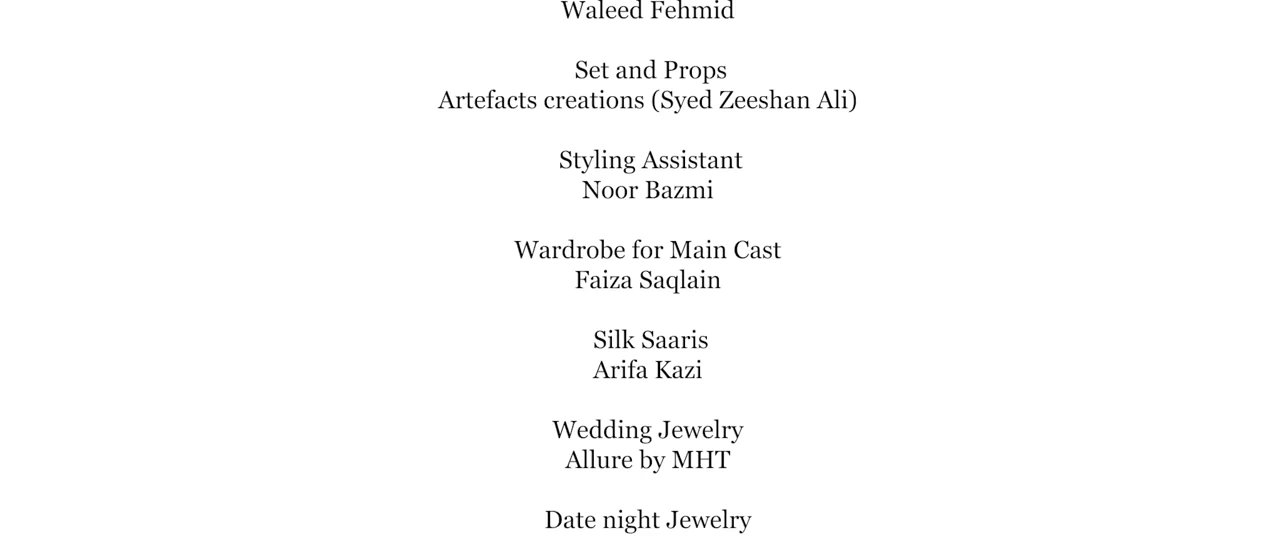 Waleed Fehmid
Set and Props
Artefacts creations (Syed Zeeshan Ali)
Styling Assistant
Noor Bazmi
Wardrobe for Main Cast
Faiza Saqlain
Silk Saaris
Arifa Kazi
Wedding Jewelry
Allure by MHT
Date night Jewelry